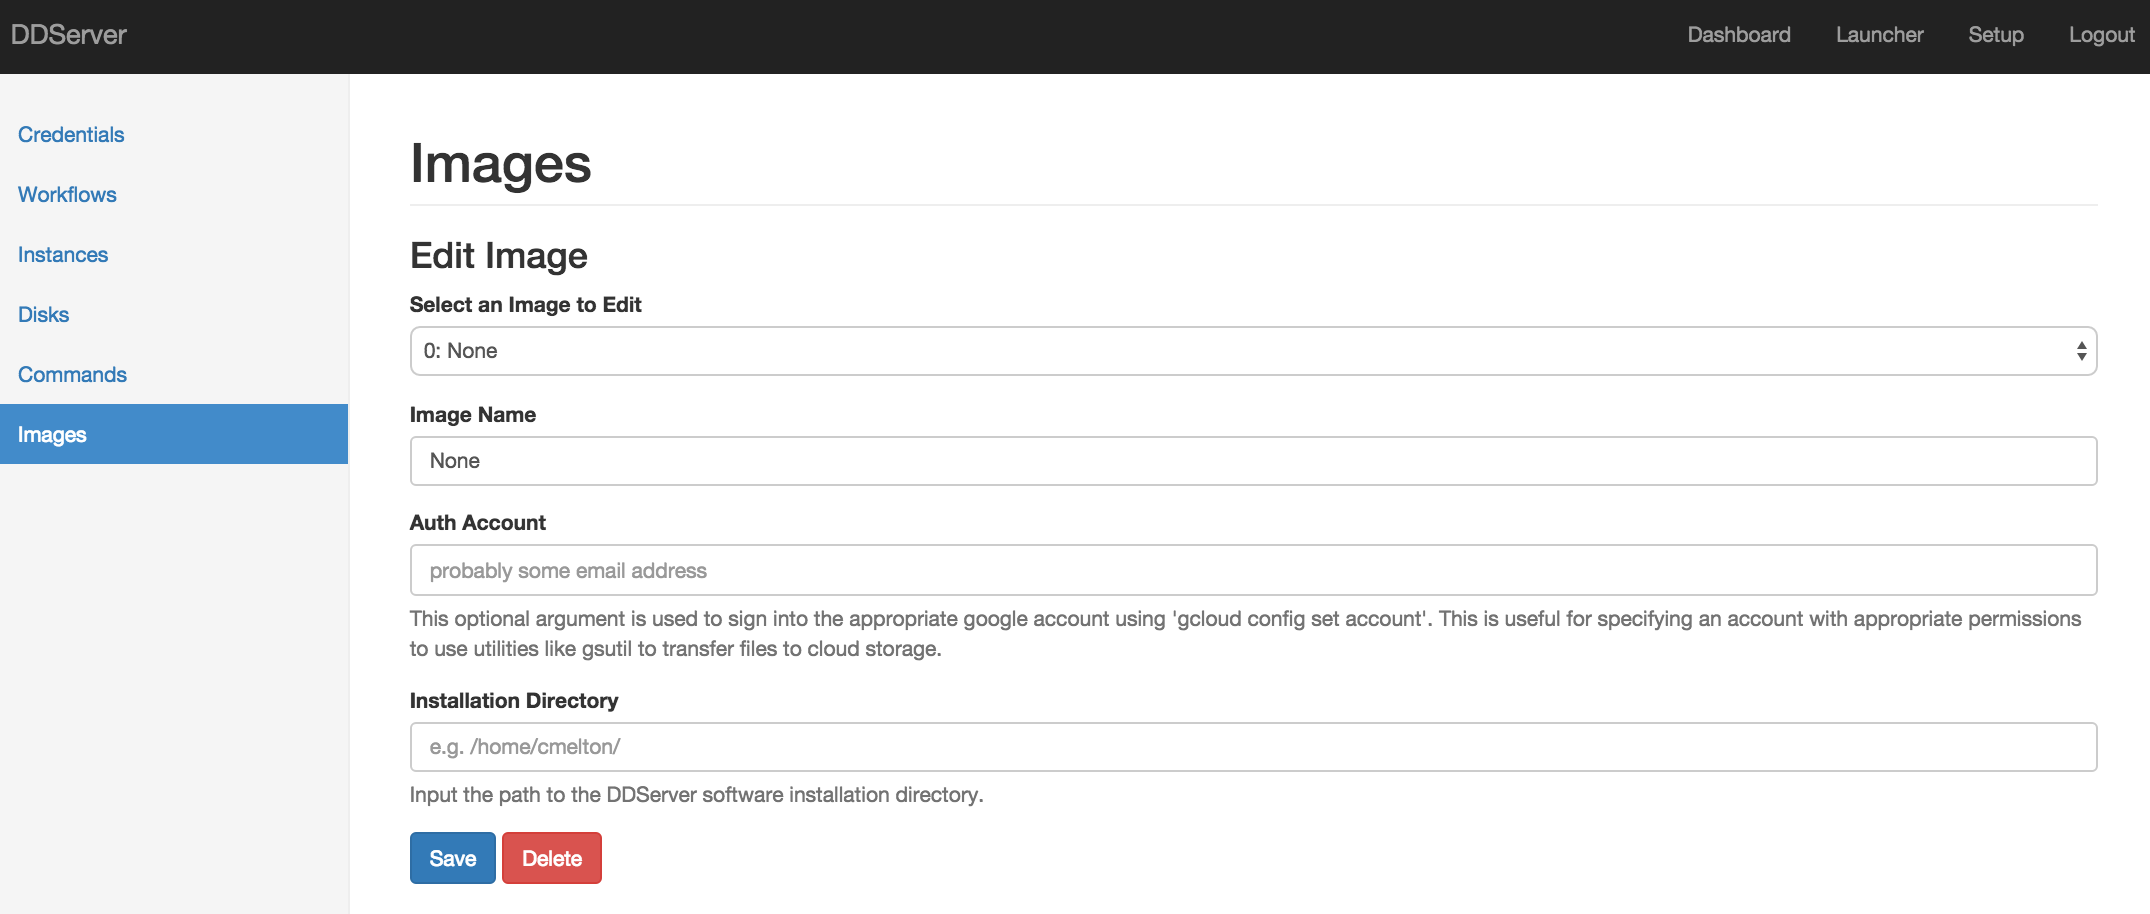 DDServer
Dashboard
Launcher
Setup
Logout
Credentials
Workflows
Instances
Disks
Commands
Images
Images
Edit Image
Select an Image to Edit
0: None
Image Name
None
Auth Account
probably some email address
This optional argument is used to sign into the appropriate google account using 'gcloud config set account'. This is useful for specifying an account with appropriate permissions
to use utilities like gsutil to transfer files to cloud storage.
Installation Directory
e.g. /home/cmelton/
Input the path to the DDServer software installation directory.
Save
Delete